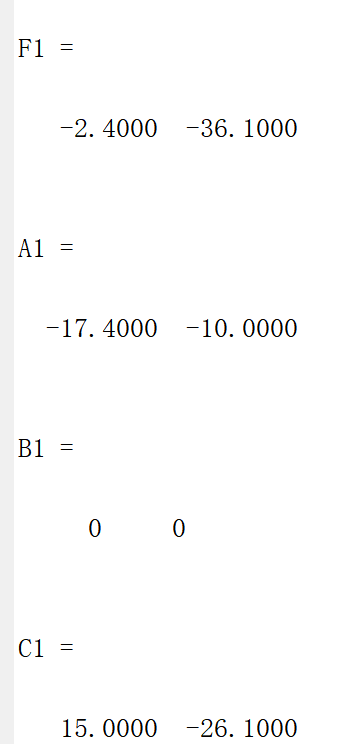 F1 =
-2.4000 -36.1000
A1 =
-17.4000 -10.0000
B1 =
0 0
C1 =
15.0000 -26.1000